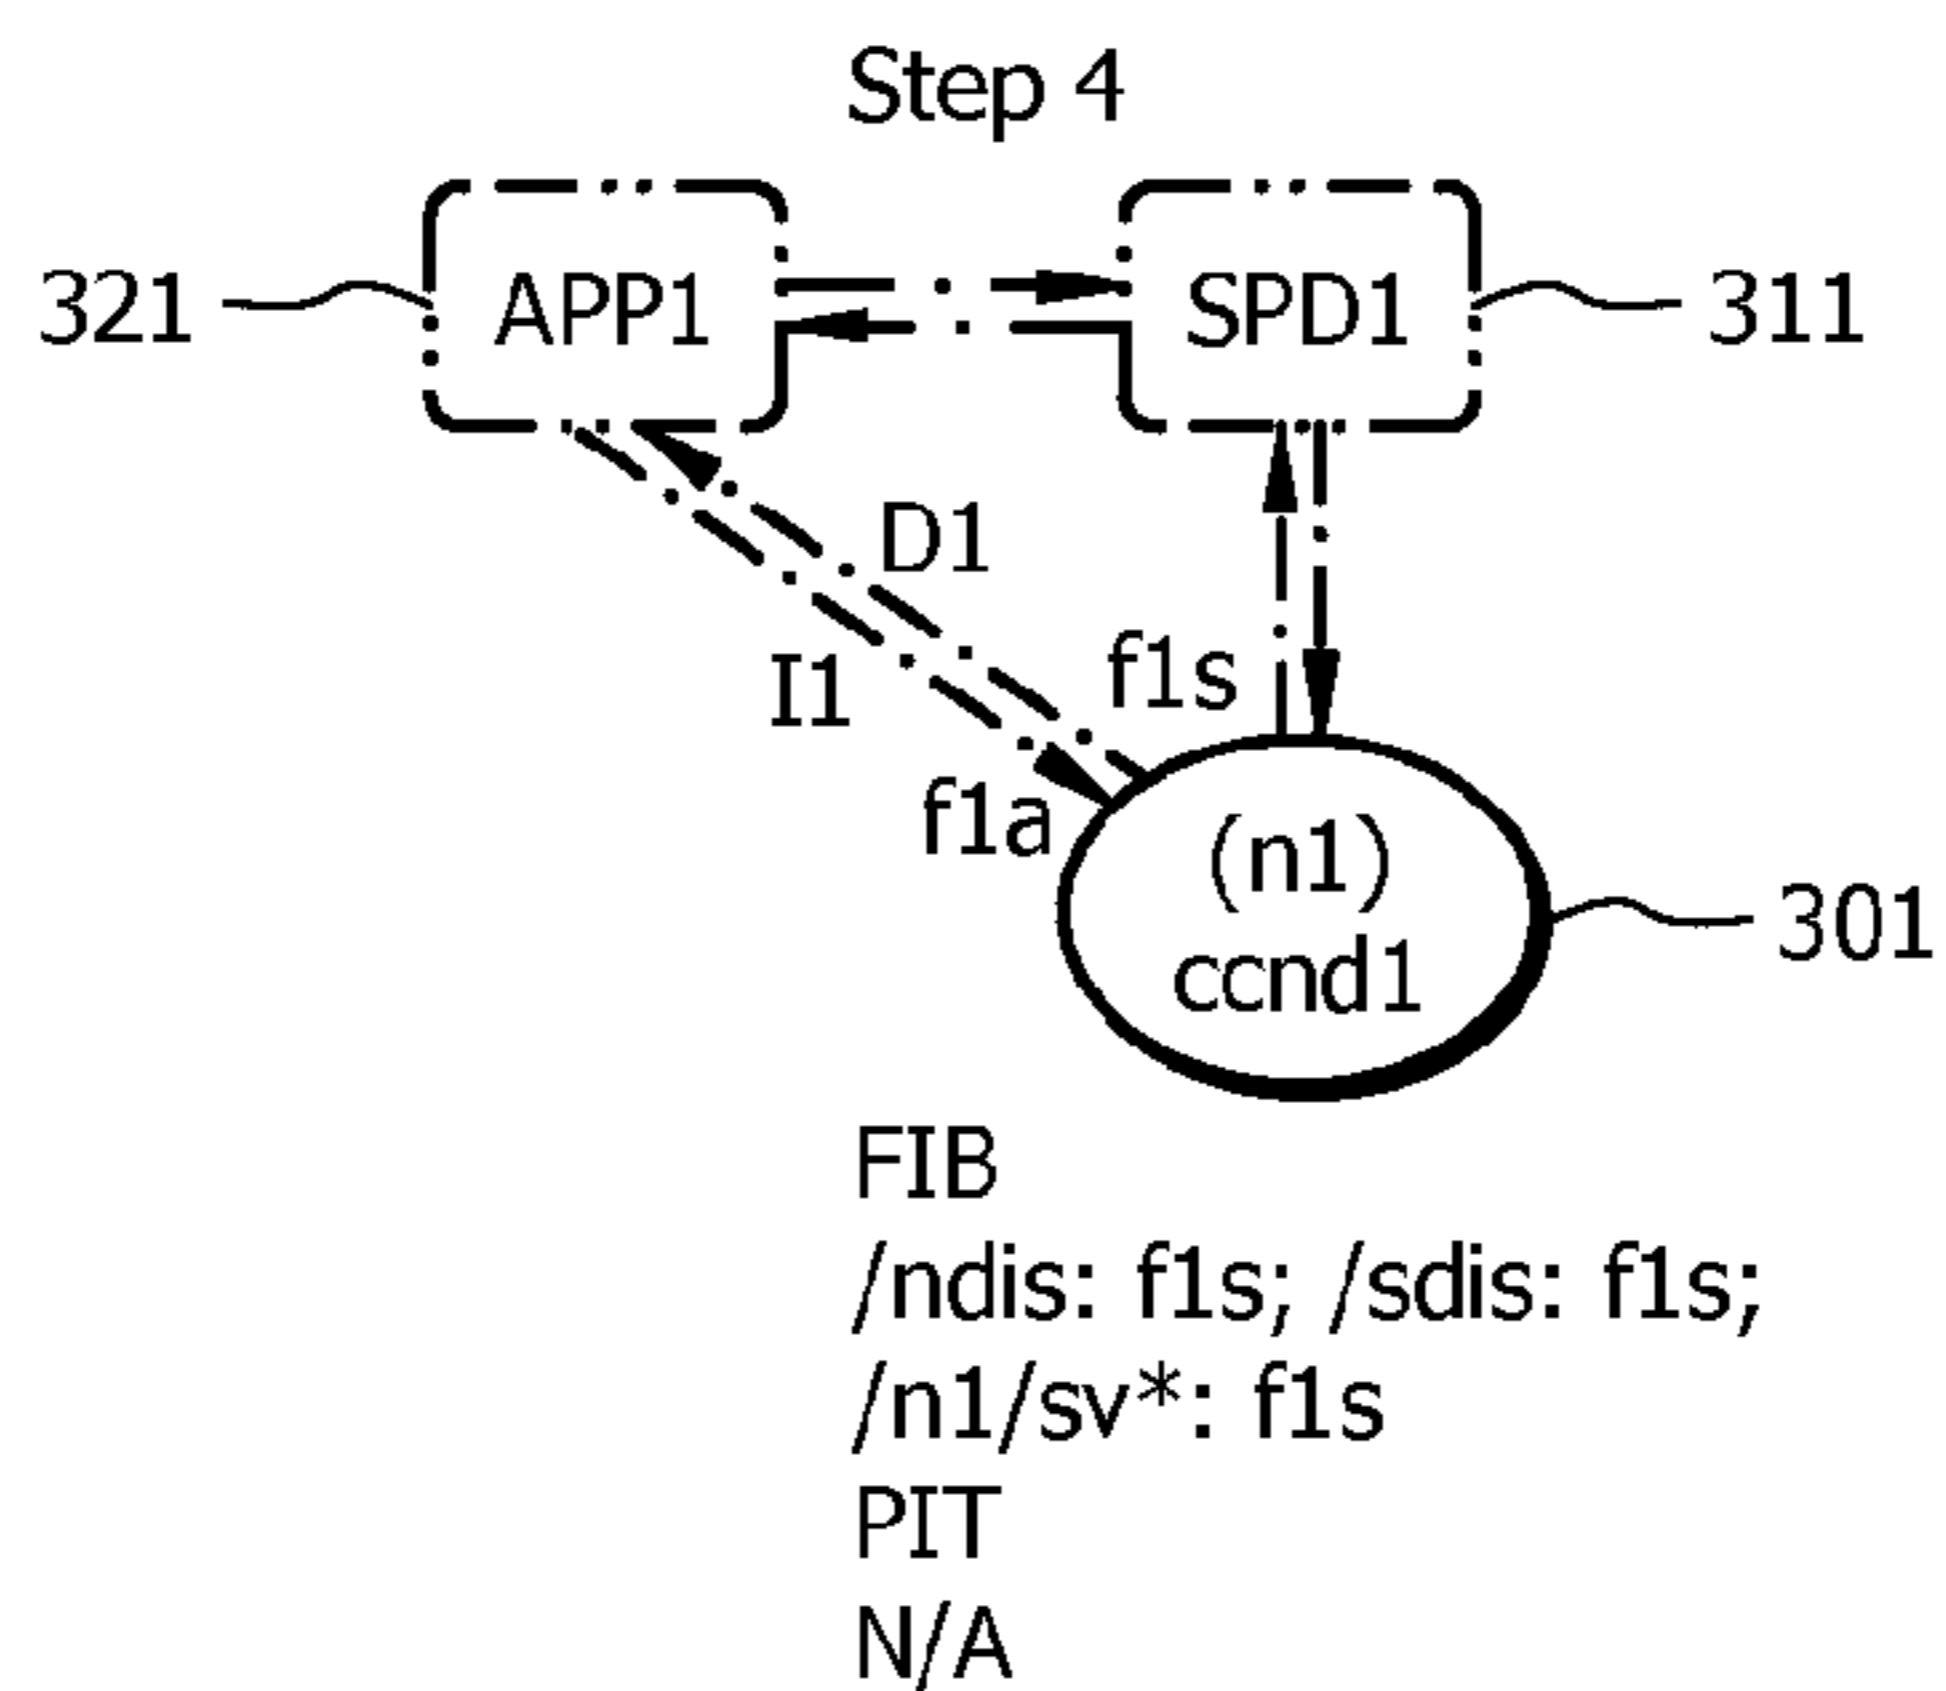 Step 4
321
APP1
SPD1
311
D1
I1
f1s
f1a
(n1)
ccnd1
301
FIB
/ndis: f1s; /sdis: f1s;
/n1/sv*: f1s
PIT
N/A